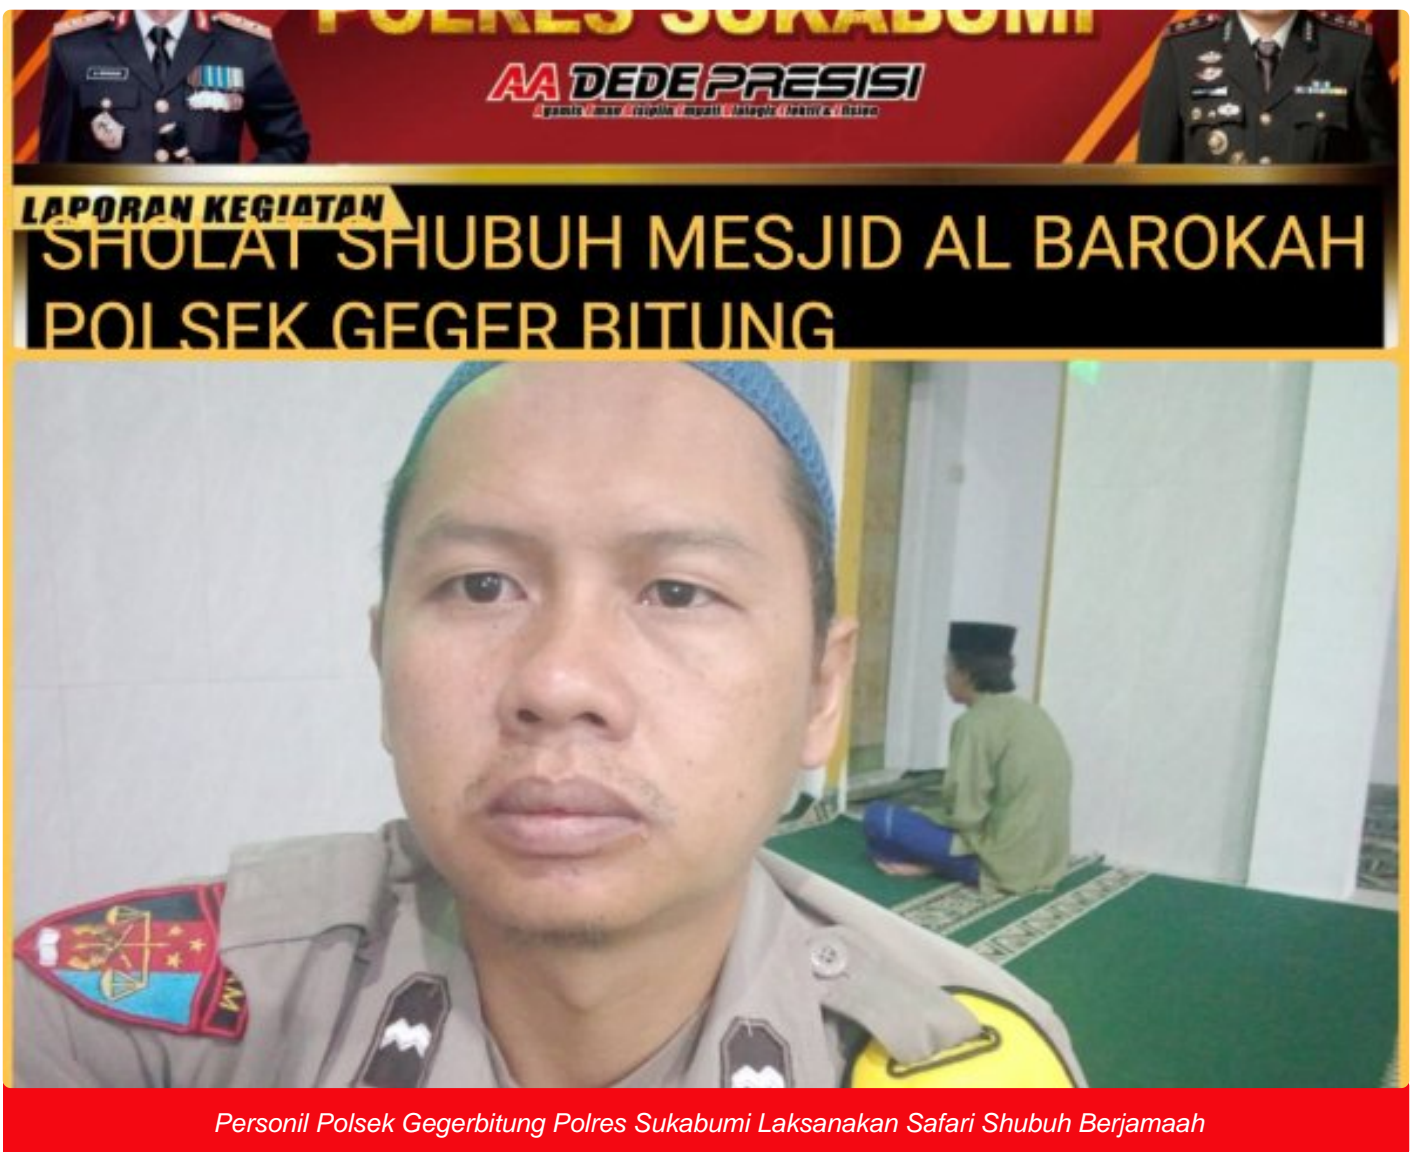 POLRES SUKABUMI
AA DEDE PRESISI
LAPORAN KEGIATAN
SHOLAT SHUBUH MESJID AL BAROKAH
POLSEK GEGER BITUNG
Personil Polsek Gegerbitung Polres Sukabumi Laksanakan Safari Shubuh Berjamaah